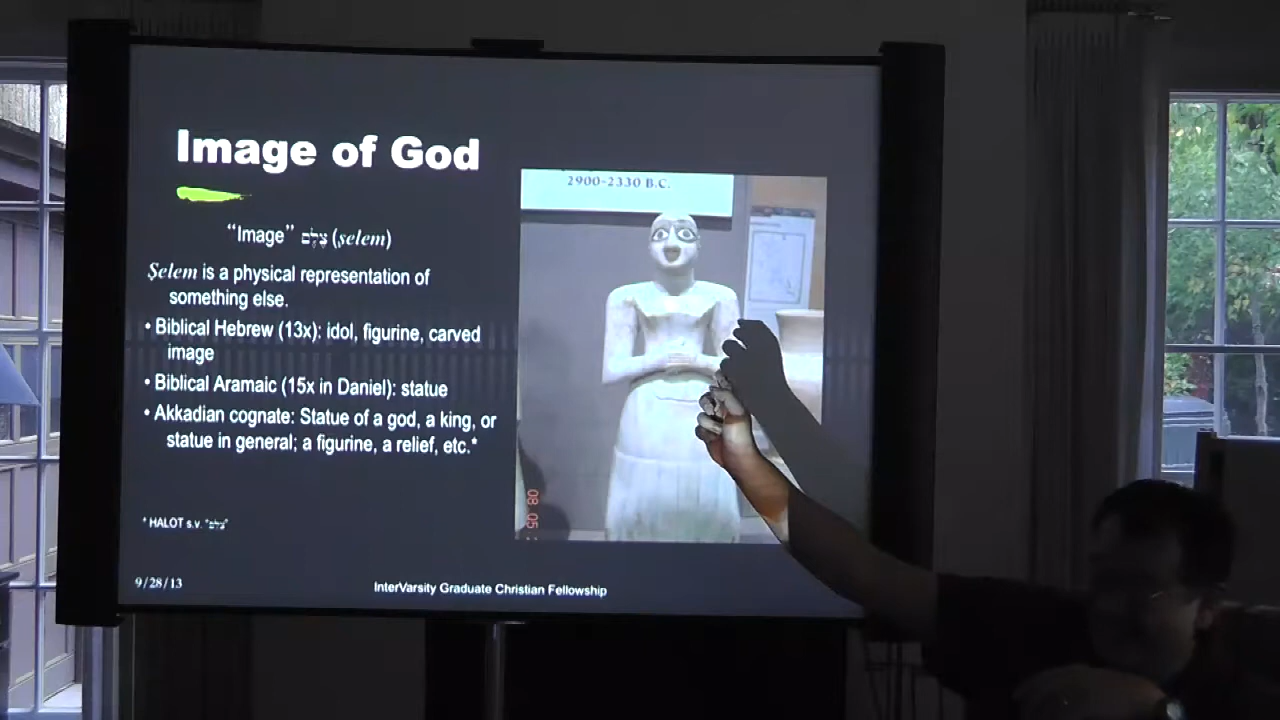 Image of God
2900-2330 B.C.
“Image” צֶלֶם (ṣelem)
Ṣelem is a physical representation of
something else.
• Biblical Hebrew (13x): idol, figurine, carved
image
• Biblical Aramaic (15x in Daniel): statue
• Akkadian cognate: Statue of a god, a king, or
statue in general; a figurine, a relief, etc.*
* HALOT s.v. “צלם”
08 05
9/28/13
InterVarsity Graduate Christian Fellowship